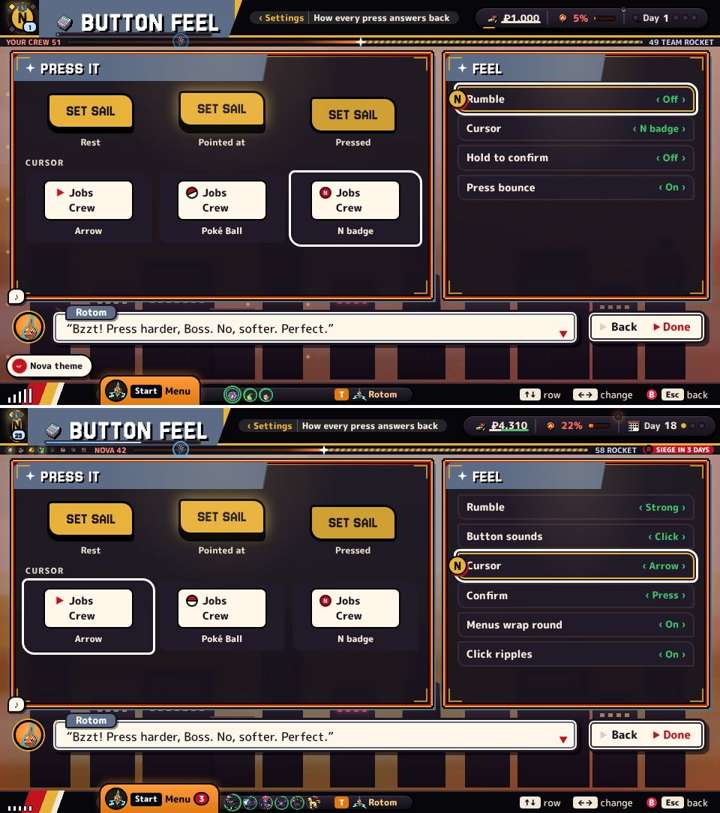 N
1
BUTTON FEEL
‹ Settings How every press answers back
₽1,000
5%
Day 1
YOUR CREW 51
49 TEAM ROCKET
PRESS IT
SET SAIL
SET SAIL
SET SAIL
Rest
Pointed at
Pressed
CURSOR
Jobs
Crew
Jobs
Crew
N
Jobs
Crew
Arrow
Poké Ball
N badge
FEEL
N
Rumble ‹ Off ›
Cursor ‹ N badge ›
Hold to confirm ‹ Off ›
Press bounce ‹ On ›
Rotom
“Bzzt! Press harder, Boss. No, softer. Perfect.”
Back Done
Nova theme
Start Menu
T Rotom
row
change
B Esc back
N
28
BUTTON FEEL
‹ Settings How every press answers back
₽4,310
22%
Day 18
NOVA 42
58 ROCKET
SIEGE IN 3 DAYS
PRESS IT
SET SAIL
SET SAIL
SET SAIL
Rest
Pointed at
Pressed
CURSOR
Jobs
Crew
Jobs
Crew
N
Jobs
Crew
Arrow
Poké Ball
N badge
FEEL
Rumble ‹ Strong ›
Button sounds ‹ Click ›
N
Cursor ‹ Arrow ›
Confirm ‹ Press ›
Menus wrap round ‹ On ›
Click ripples ‹ On ›
Rotom
“Bzzt! Press harder, Boss. No, softer. Perfect.”
Back Done
Start Menu 3
T Rotom
row
change
B Esc back